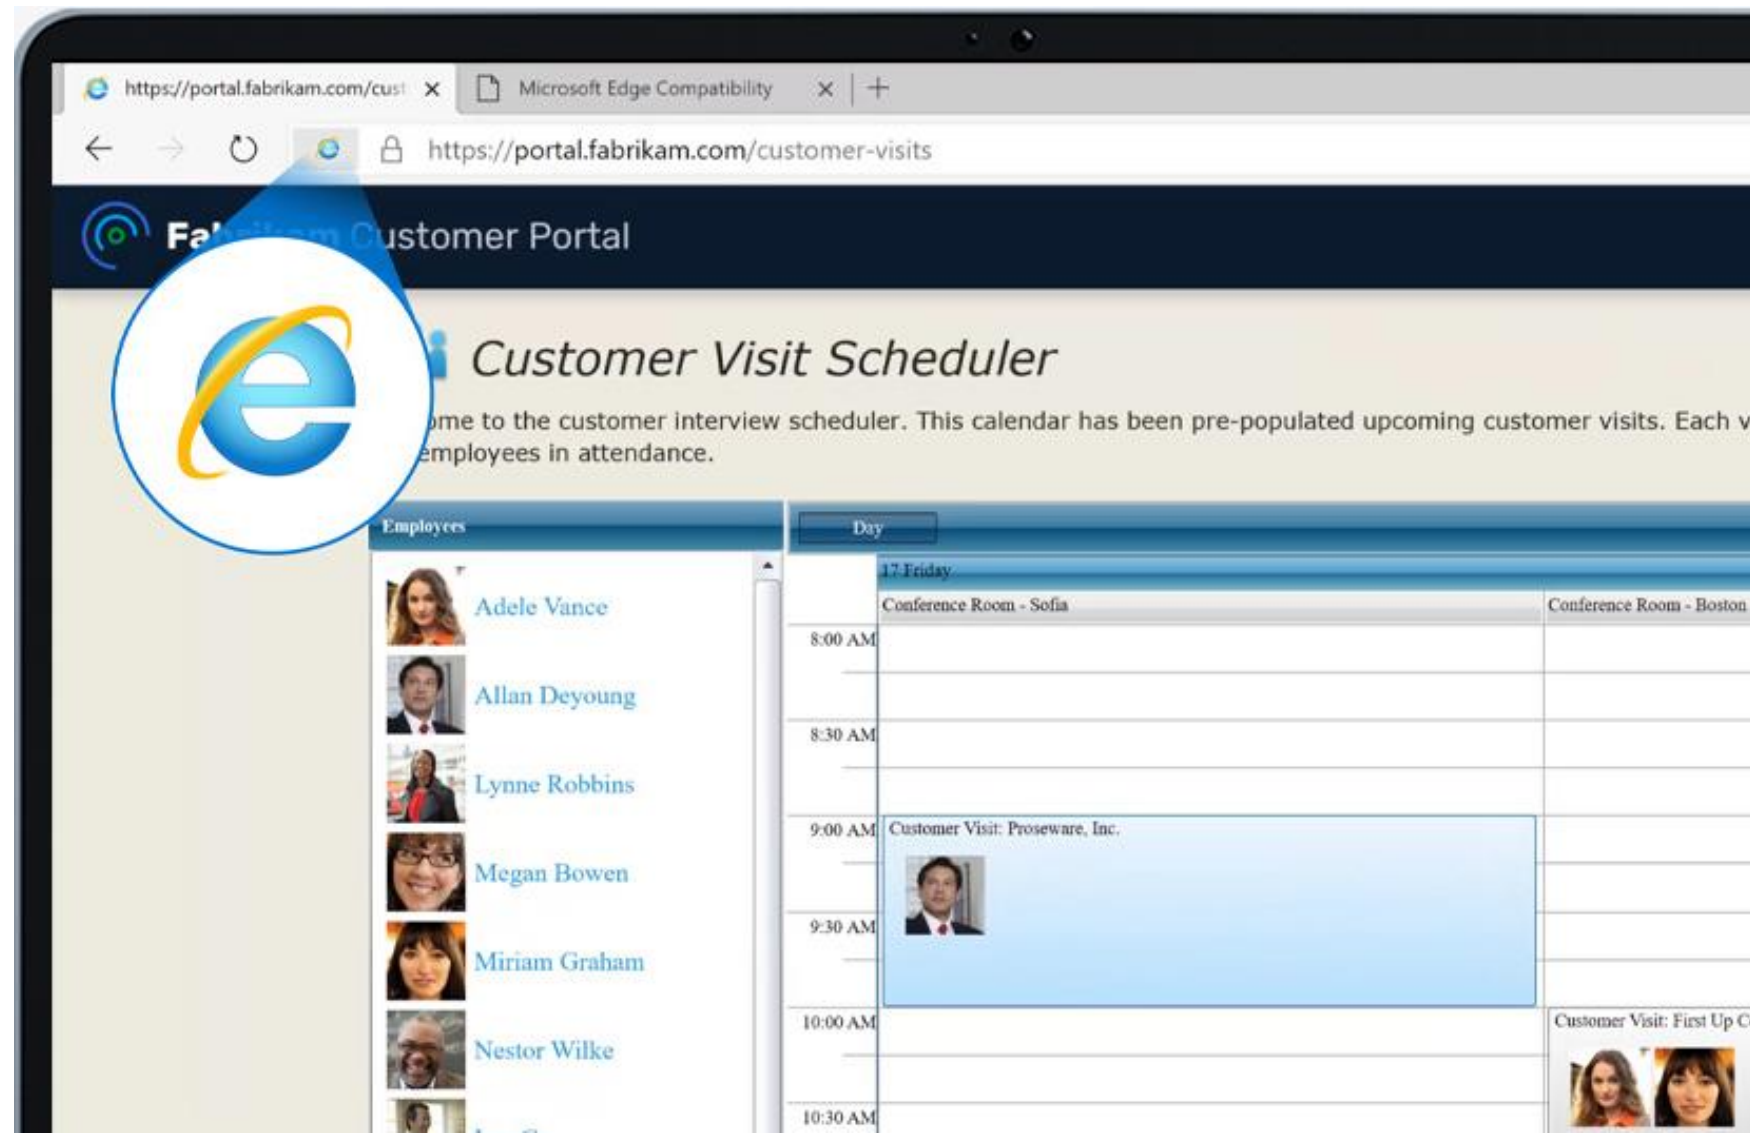 https://portal.fabrikam.com/cust
Microsoft Edge Compatibility
https://portal.fabrikam.com/customer-visits
Fabrikam Customer Portal
Customer Visit Scheduler
ome to the customer interview scheduler. This calendar has been pre-populated upcoming customer visits. Each v
employees in attendance.
Employees
Day
17 Friday
Conference Room - Sofia
Conference Room - Boston
Adele Vance
Allan Deyoung
Lynne Robbins
Megan Bowen
Miriam Graham
Nestor Wilke
8:00 AM
8:30 AM
9:00 AM
Customer Visit: Proseware, Inc.
9:30 AM
10:00 AM
Customer Visit: First Up C
10:30 AM